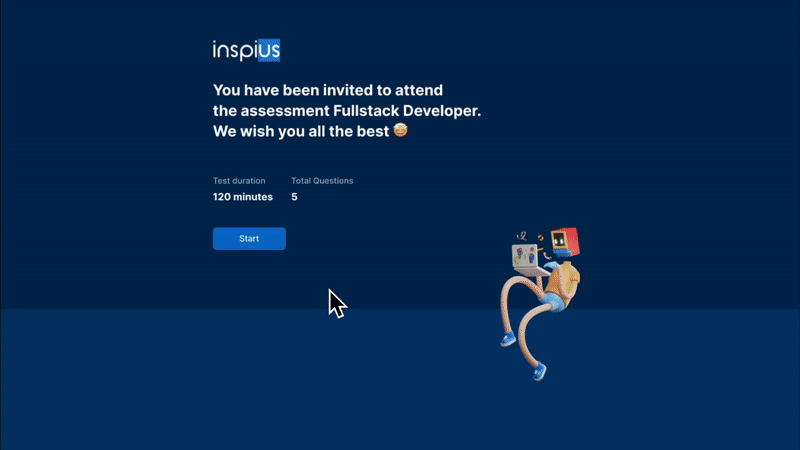 inspius
You have been invited to attend
the assessment Fullstack Developer.
We wish you all the best 🤩
Test duration
Total Questions
120 minutes
5
Start